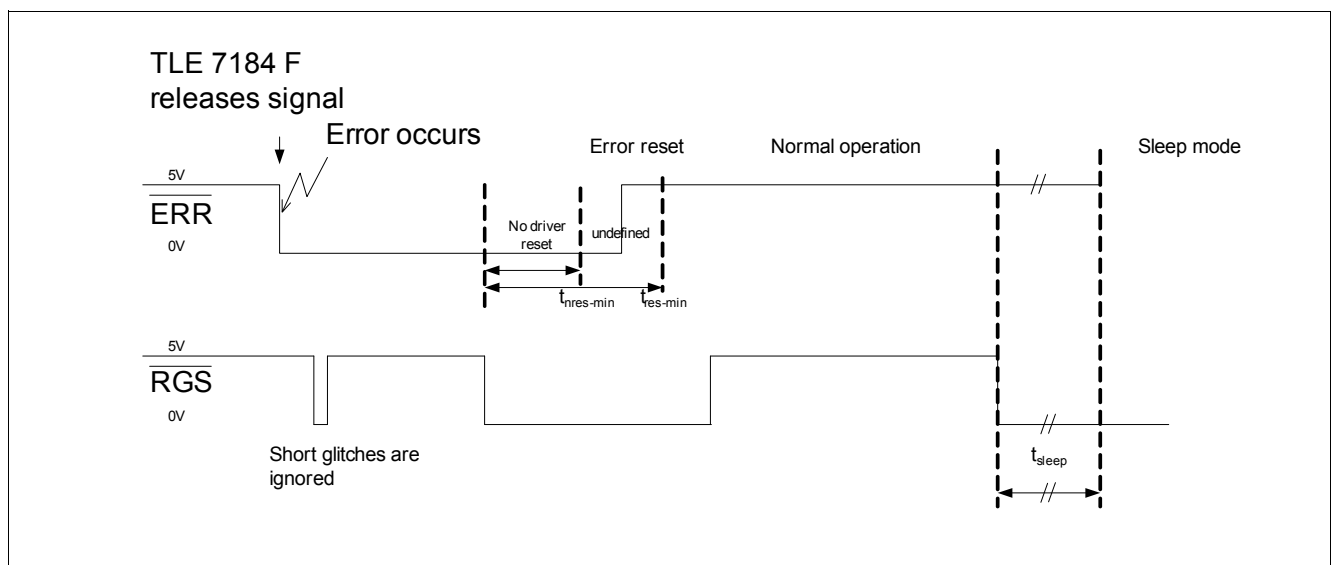 TLE 7184 F
releases signal
Error occurs
Error reset
Normal operation
Sleep mode
5V
ERR
0V
No driver
reset
undefined
tnres-min
tres-min
5V
RGS
0V
Short glitches are
ignored
tsleep